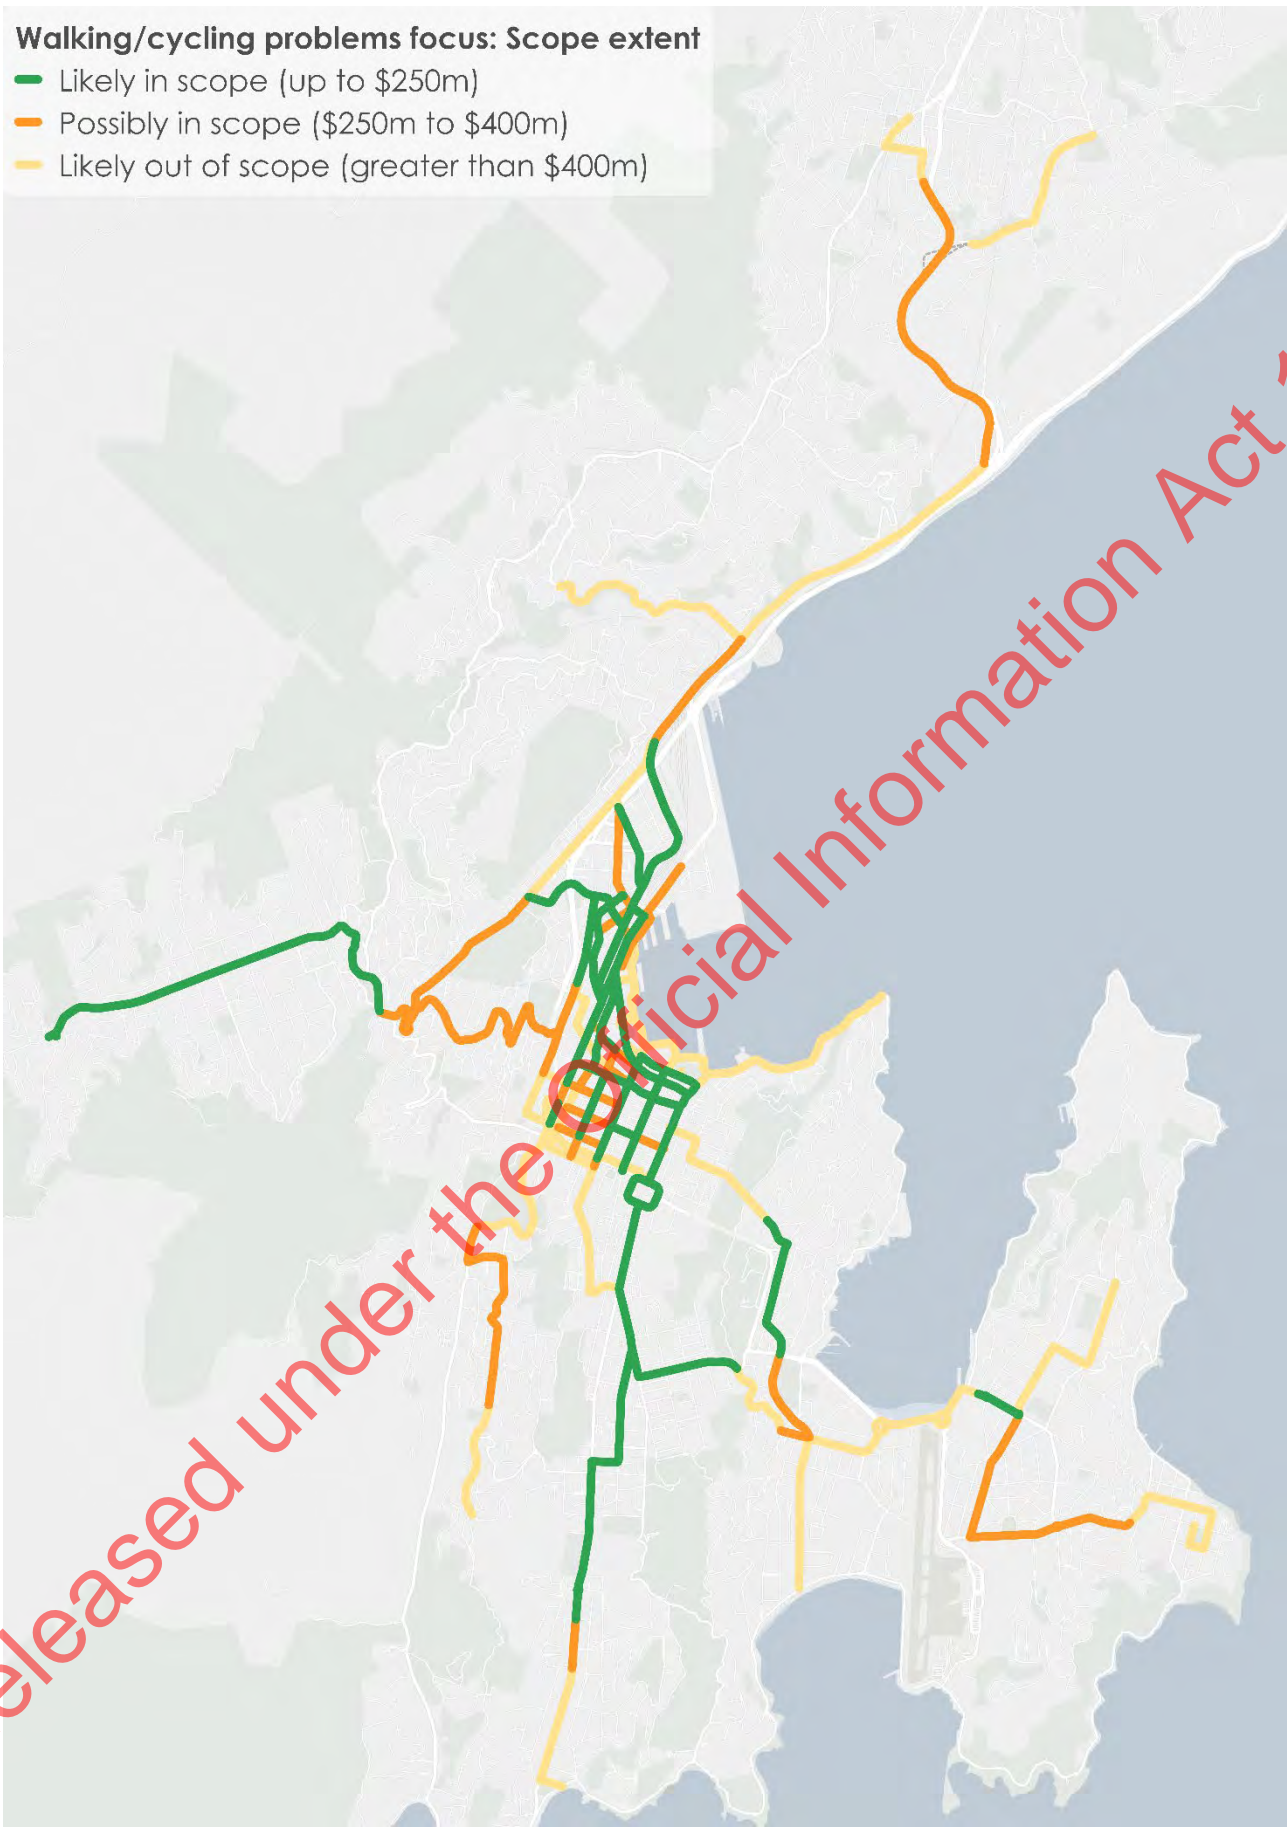 Walking/cycling problems focus: Scope extent
Likely in scope (up to $250m)
Possibly in scope ($250m to $400m)
Likely out of scope (greater than $400m)
eleased under the Official Information Act